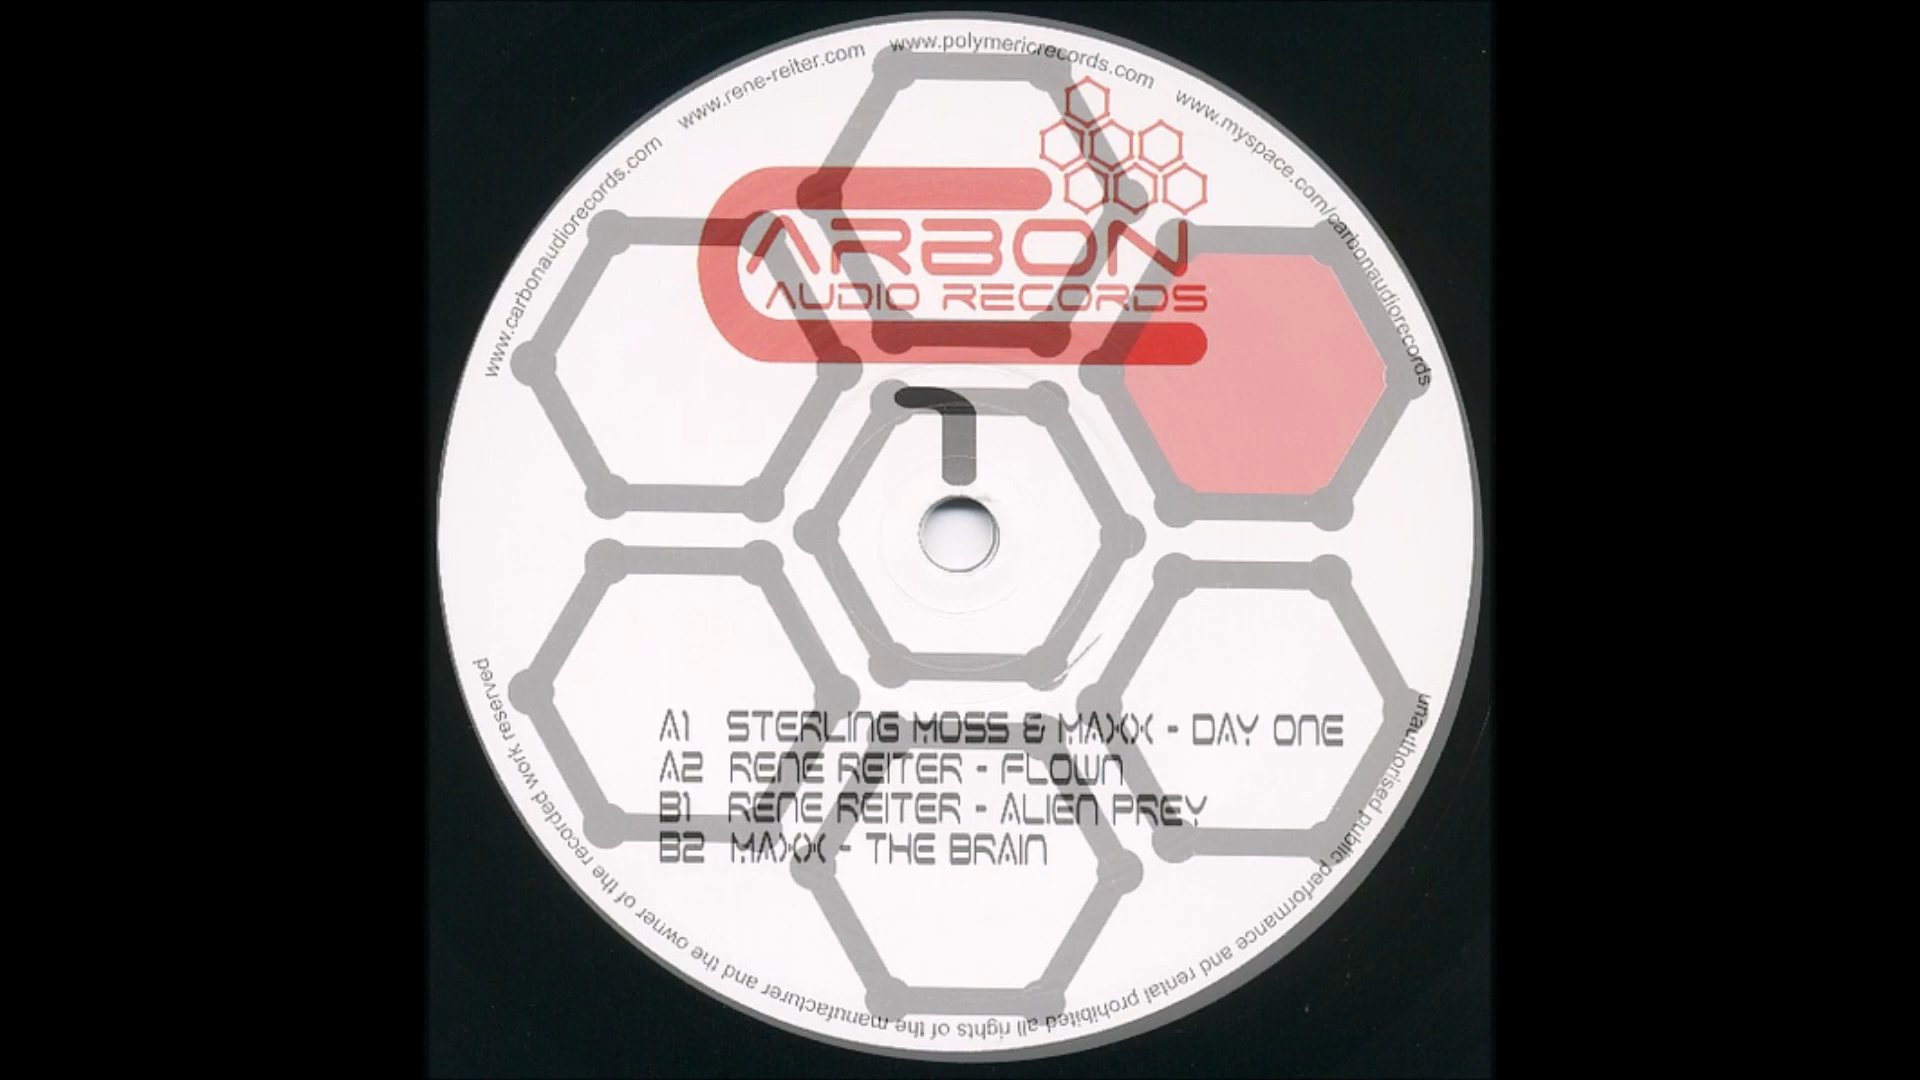 www.carbonaudiorecords.com www.rene-reiter.com www.polymericrecords.com www.myspace.com/carbonaudiorecords
CARBON
AUDIO RECORDS
1
A1 STERLING MOSS & MAXX - DAY ONE
A2 RENE REITER - FLOWN
B1 RENE REITER - ALIEN PREY
B2 MAXX - THE BRAIN
unauthorised public performance and rental prohibited all rights of the manufacturer and the owner of the recorded work reserved